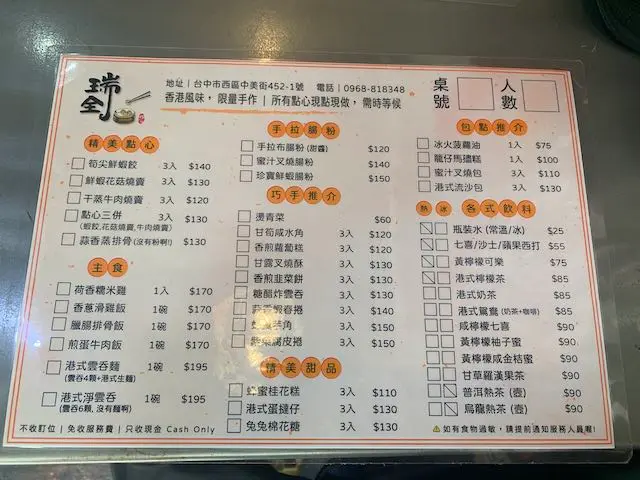 瑞全
地址｜台中市西區中美街452-1號 電話｜0968-818348
香港風味，限量手作｜所有點心現點現做，需時等候
桌號 人數
精美點心
筍尖鮮蝦餃 3入 $140
鮮蝦花菇燒賣 3入 $130
干蒸牛肉燒賣 3入 $130
點心三併 3入 $130
(蝦餃,花菇燒賣,牛肉燒賣)
蒜香蒸排骨(沒有粉啊!) $130
主食
荷香糯米雞 1入 $170
香蔥滑雞飯 1碗 $170
臘腸排骨飯 1碗 $170
煎蛋牛肉飯 1碗 $170
港式雲吞麵 1碗 $195
(雲吞4顆+港式生麵)
港式淨雲吞 1碗 $195
(雲吞6顆, 沒有麵啊)
手拉腸粉
手拉布腸粉(甜醬) $120
蜜汁叉燒腸粉 $140
珍寶鮮蝦腸粉 $150
巧手推介
燙青菜 $60
甘筍咸水角 3入 $120
香煎蘿蔔糕 3入 $120
甘露叉燒酥 3入 $130
香煎韭菜餅 3入 $130
糖醋炸雲吞 3入 $130
春捲 3入 $140
角 3入 $150
腐皮捲 3入 $150
精美甜品
蜂蜜桂花糕 3入 $110
港式蛋撻仔 3入 $130
兔兔棉花糖 3入 $130
包點推介
冰火菠蘿油 1入 $75
籠仔馬拉糕 1入 $100
蜜汁叉燒包 3入 $110
港式流沙包 3入 $130
熱 冰 各式飲料
瓶裝水 (常溫/冰) $25
七喜/沙士/蘋果西打 $55
黃檸檬可樂 $75
港式檸檬茶 $85
港式奶茶 $85
港式鴛鴦(奶茶+咖啡) $85
咸檸檬七喜 $90
黃檸檬柚子蜜 $90
黃檸檬咸金桔蜜 $90
甘草羅漢果茶 $90
普洱熱茶 (壺) $90
烏龍熱茶 (壺) $90
不收訂位｜免收服務費｜只收現金 Cash Only
如有食物過敏，請提前通知服務人員喔!